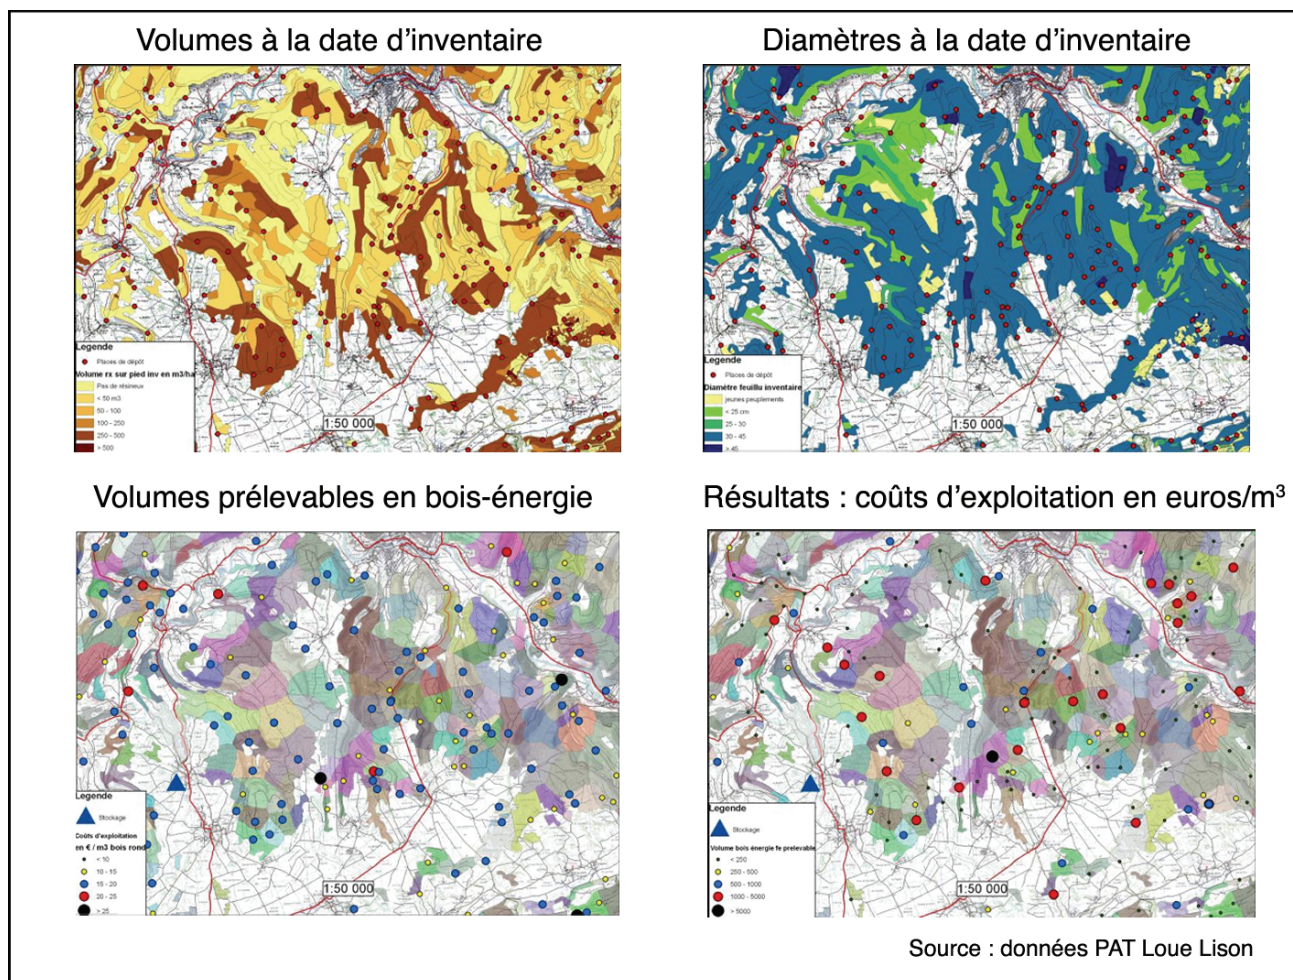 Volumes à la date d'inventaire
Diamètres à la date d'inventaire
Legende
Places de dépôt
Volume rx sur pied inv en m3/ha
Pas de résineux
< 50 m3
50 - 100
100 - 250
250 - 500
> 500
1:50 000
Legende
Places de dépôt
Diamètre feuillu inventaire
jeunes peuplements
< 25 cm
25 - 30
30 - 45
> 45
1:50 000
Volumes prélevables en bois-énergie
Résultats : coûts d'exploitation en euros/m³
Legende
Stockage
Coûts d'exploitation
en € / m3 bois rond
< 10
10 - 15
15 - 20
20 - 25
> 25
1:50 000
Legende
Stockage
Volume bois énergie fe prelevable
< 250
250 - 500
500 - 1000
1000 - 5000
> 5000
1:50 000
Source : données PAT Loue Lison